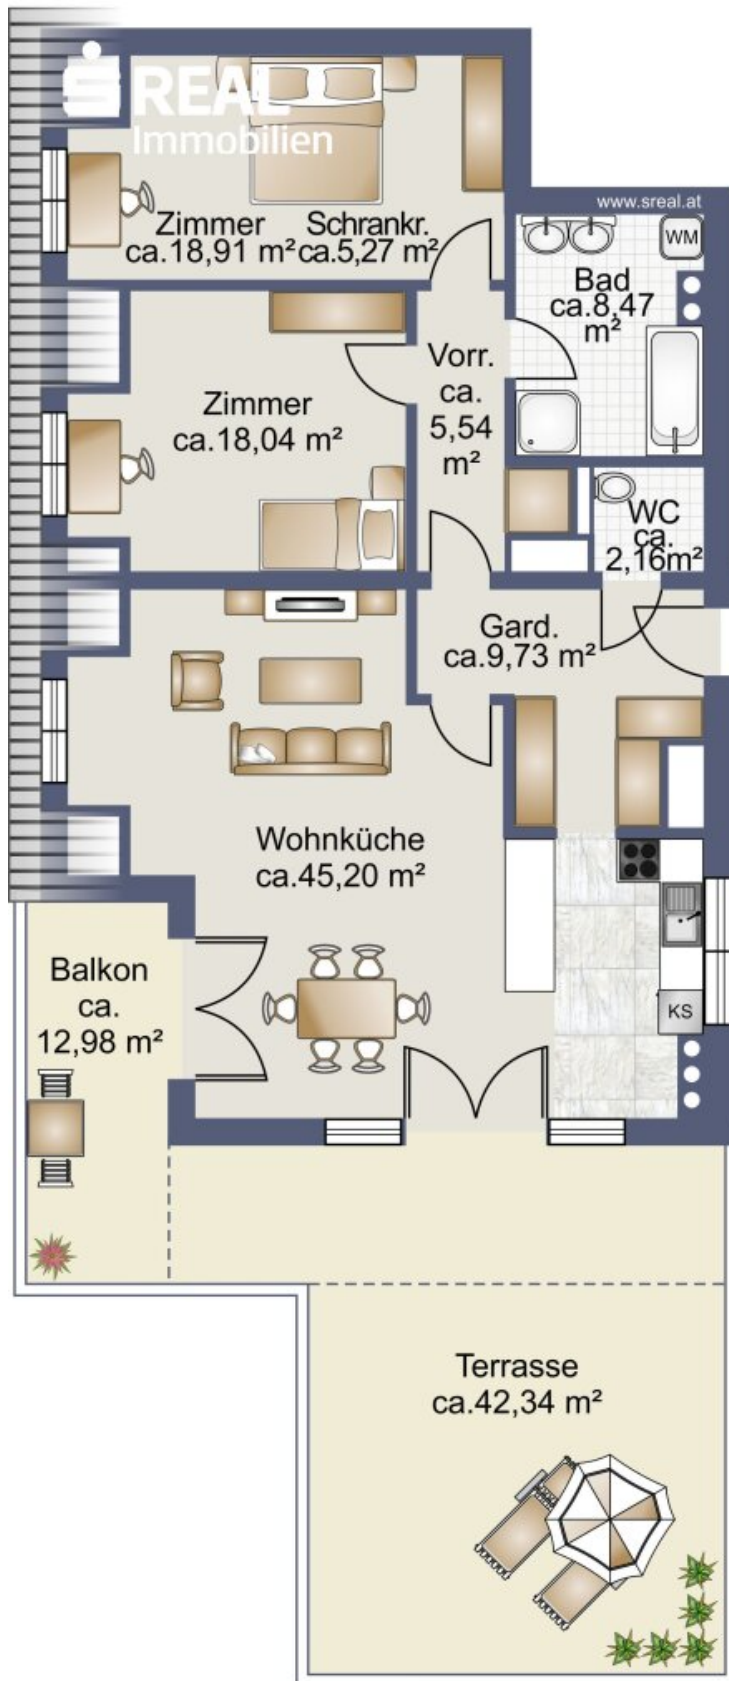 S REAL
Immobilien
www.sreal.at
Zimmer
ca.18,91 m²
Schrankr.
ca.5,27 m²
WM
Bad
ca.8,47
m²
Vorr.
ca.
5,54
m²
Zimmer
ca.18,04 m²
WC
ca.
2,16m²
Gard.
ca.9,73 m²
Wohnküche
ca.45,20 m²
Balkon
ca.
12,98 m²
KS
Terrasse
ca.42,34 m²